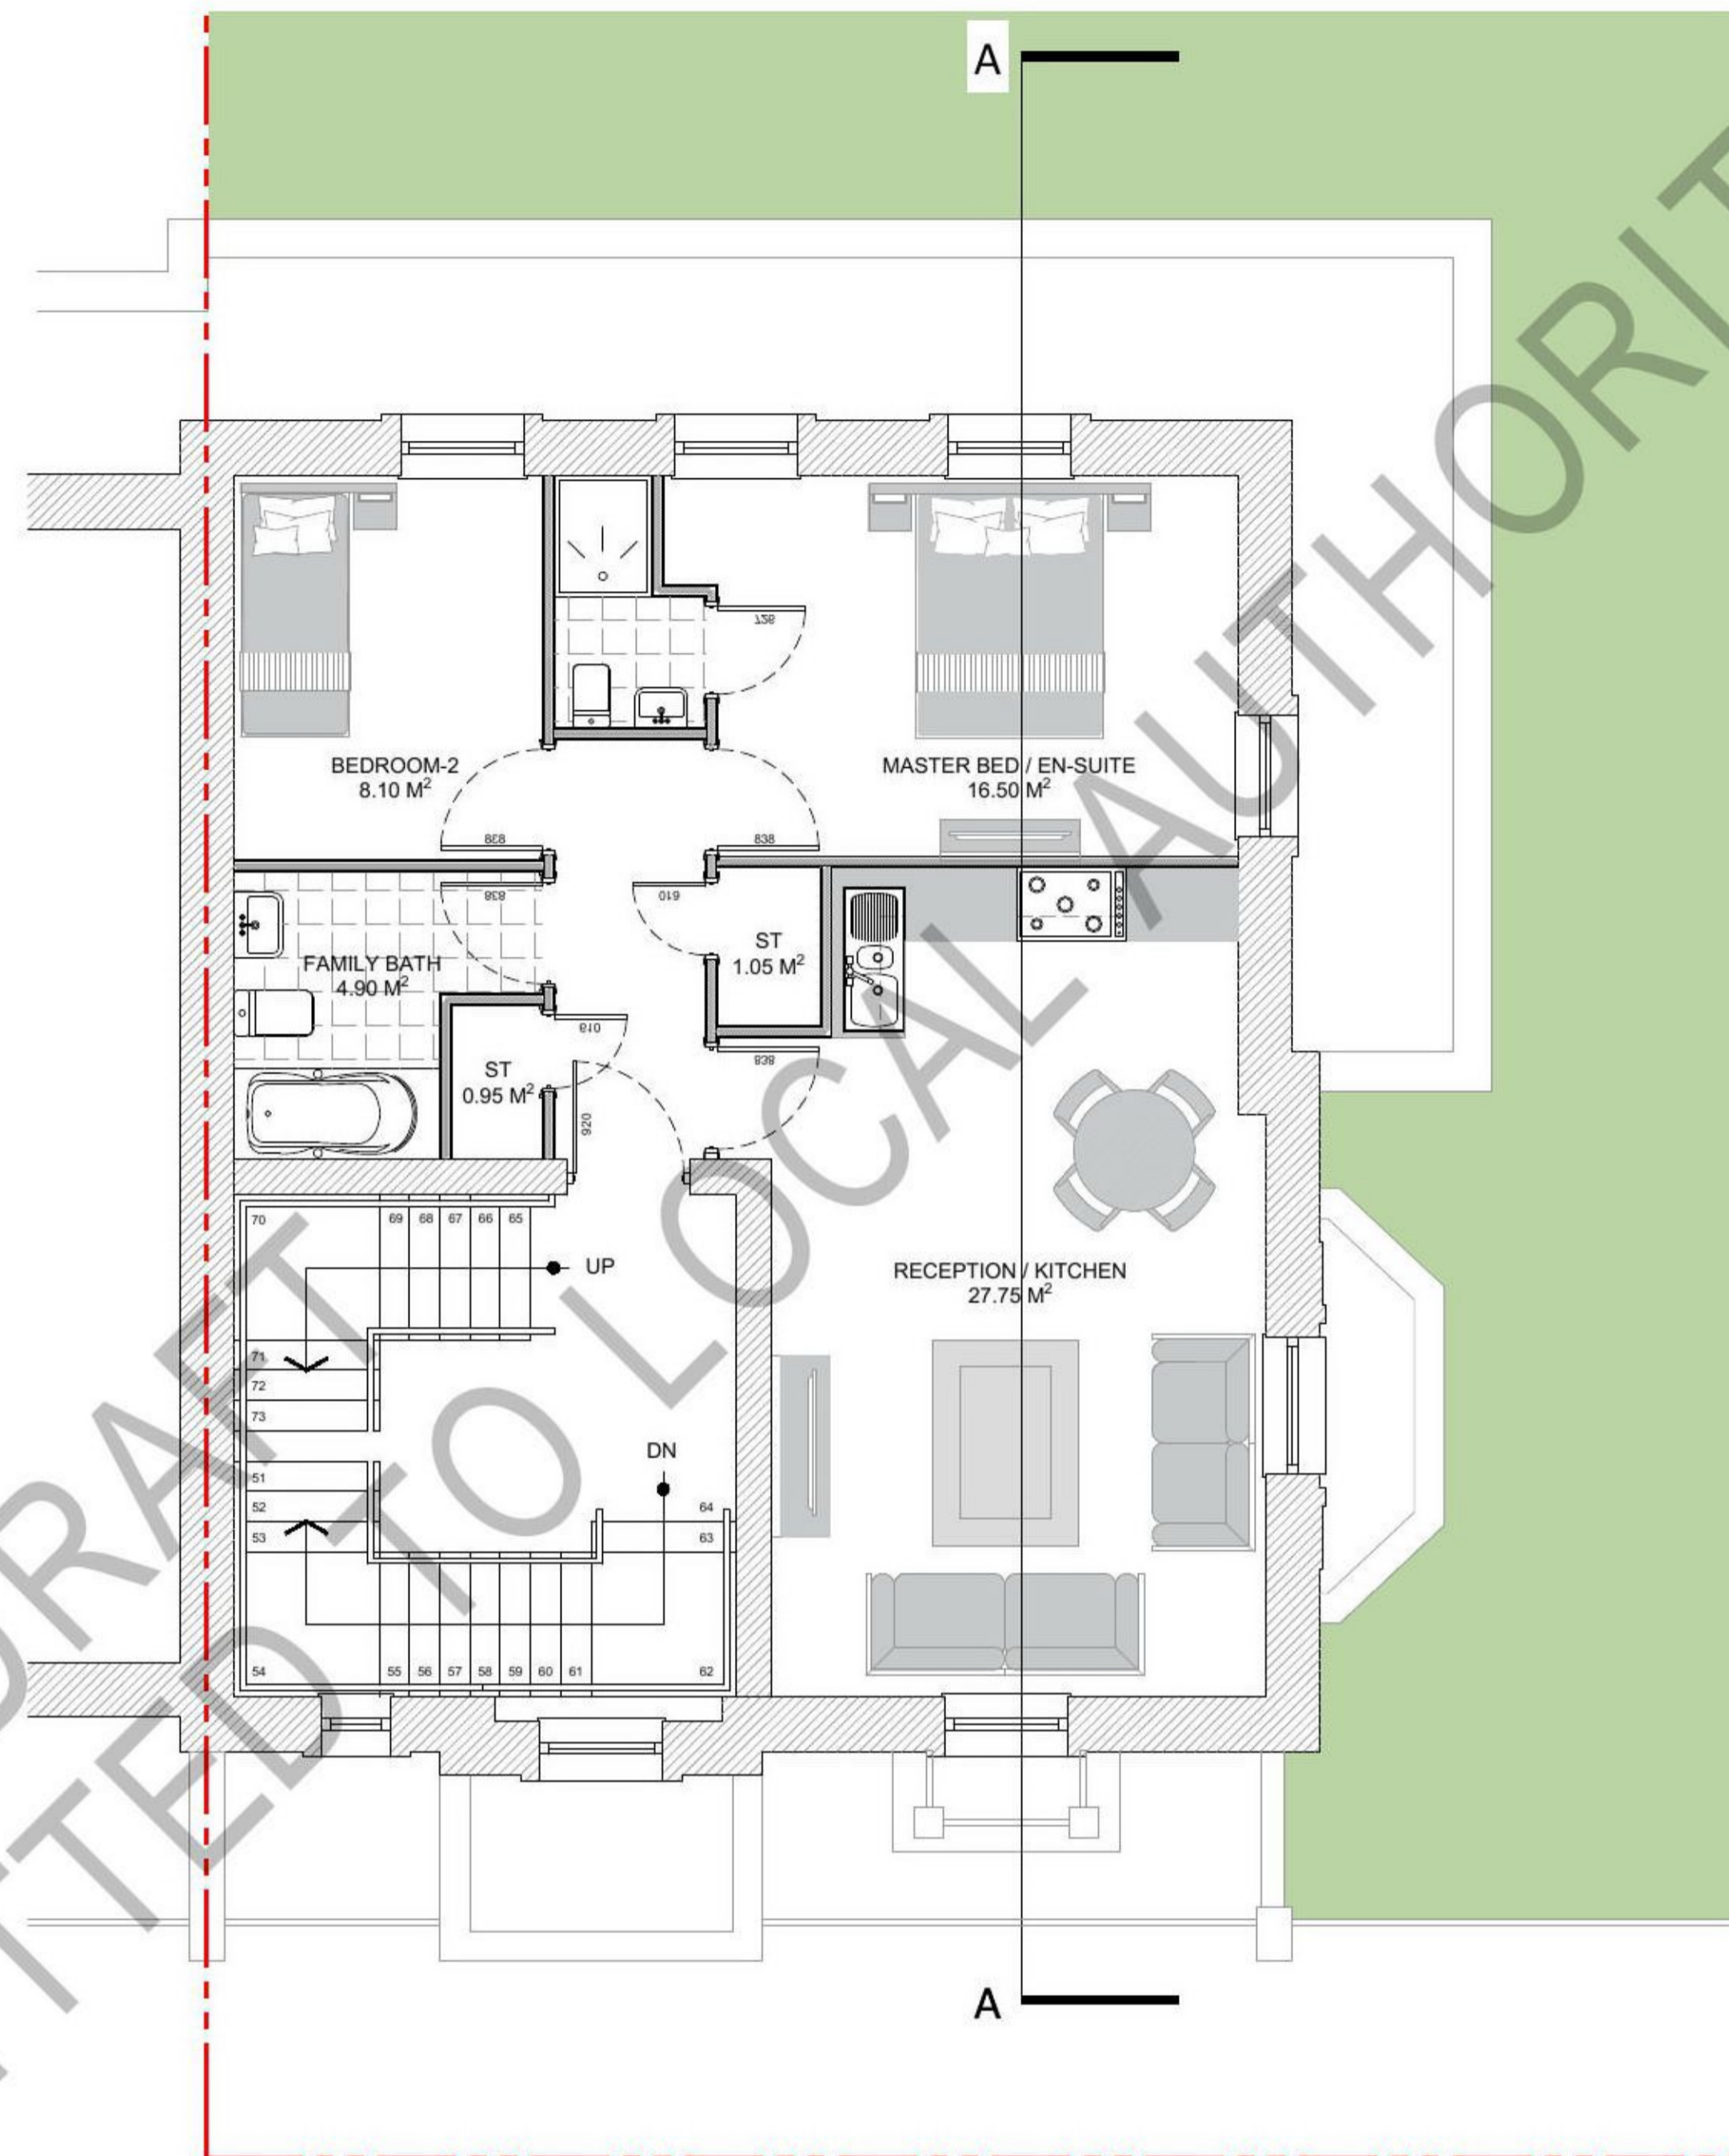 A
726
BEDROOM-2
8.10 M²
MASTER BED / EN-SUITE
16.50 M²
838
838
838
610
ST
1.05 M²
FAMILY BATH
4.90 M²
610
838
ST
0.95 M²
920
70
69
68
67
66
65
UP
RECEPTION / KITCHEN
27.75 M²
71
72
73
DN
51
52
53
64
63
54
55
56
57
58
59
60
61
62
A
DRAFT
TTED TO LOCAL AUTHORIT